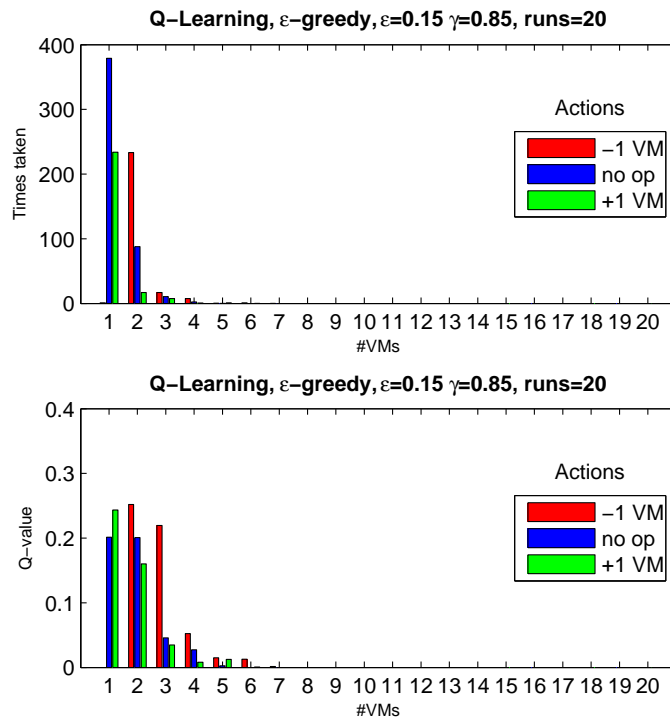 Q−Learning, ε−greedy, ε=0.15 γ=0.85, runs=20
400
300
200
100
0
Times taken
Actions
−1 VM
no op
+1 VM
1 2 3 4 5 6 7 8 9 10 11 12 13 14 15 16 17 18 19 20
#VMs
Q−Learning, ε−greedy, ε=0.15 γ=0.85, runs=20
0.4
0.3
0.2
0.1
0
Q−value
Actions
−1 VM
no op
+1 VM
1 2 3 4 5 6 7 8 9 10 11 12 13 14 15 16 17 18 19 20
#VMs